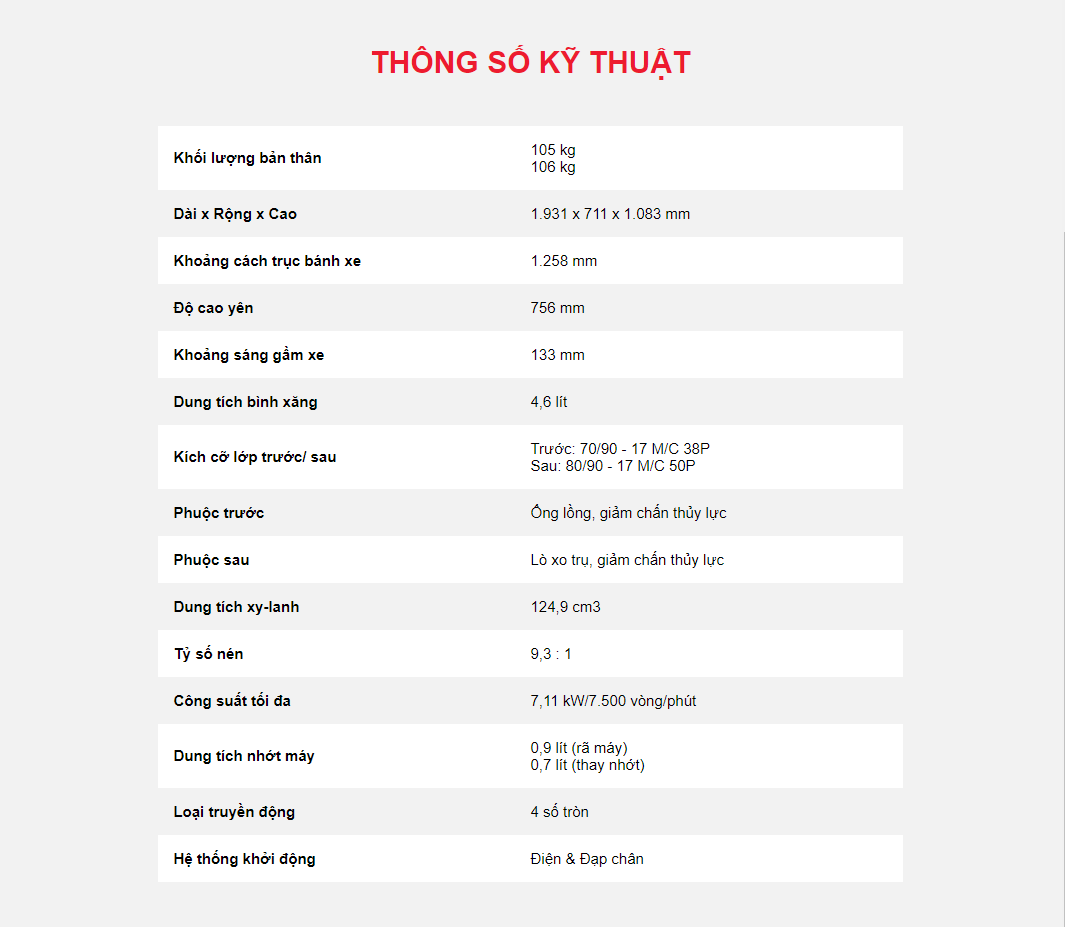 THÔNG SỐ KỸ THUẬT
Khối lượng bản thân
105 kg
106 kg
Dài x Rộng x Cao
1.931 x 711 x 1.083 mm
Khoảng cách trục bánh xe
1.258 mm
Độ cao yên
756 mm
Khoảng sáng gầm xe
133 mm
Dung tích bình xăng
4,6 lít
Kích cỡ lớp trước/ sau
Trước: 70/90 - 17 M/C 38P
Sau: 80/90 - 17 M/C 50P
Phuộc trước
Ống lồng, giảm chấn thủy lực
Phuộc sau
Lò xo trụ, giảm chấn thủy lực
Dung tích xy-lanh
124,9 cm3
Tỷ số nén
9,3 : 1
Công suất tối đa
7,11 kW/7.500 vòng/phút
Dung tích nhớt máy
0,9 lít (rã máy)
0,7 lít (thay nhớt)
Loại truyền động
4 số tròn
Hệ thống khởi động
Điện & Đạp chân